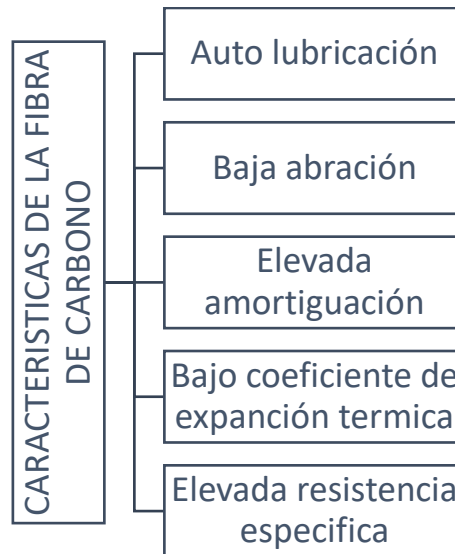 CARACTERISTICAS DE LA FIBRA
DE CARBONO
Auto lubricación
Baja abración
Elevada
amortiguación
Bajo coeficiente de
expanción termica
Elevada resistencia
especifica